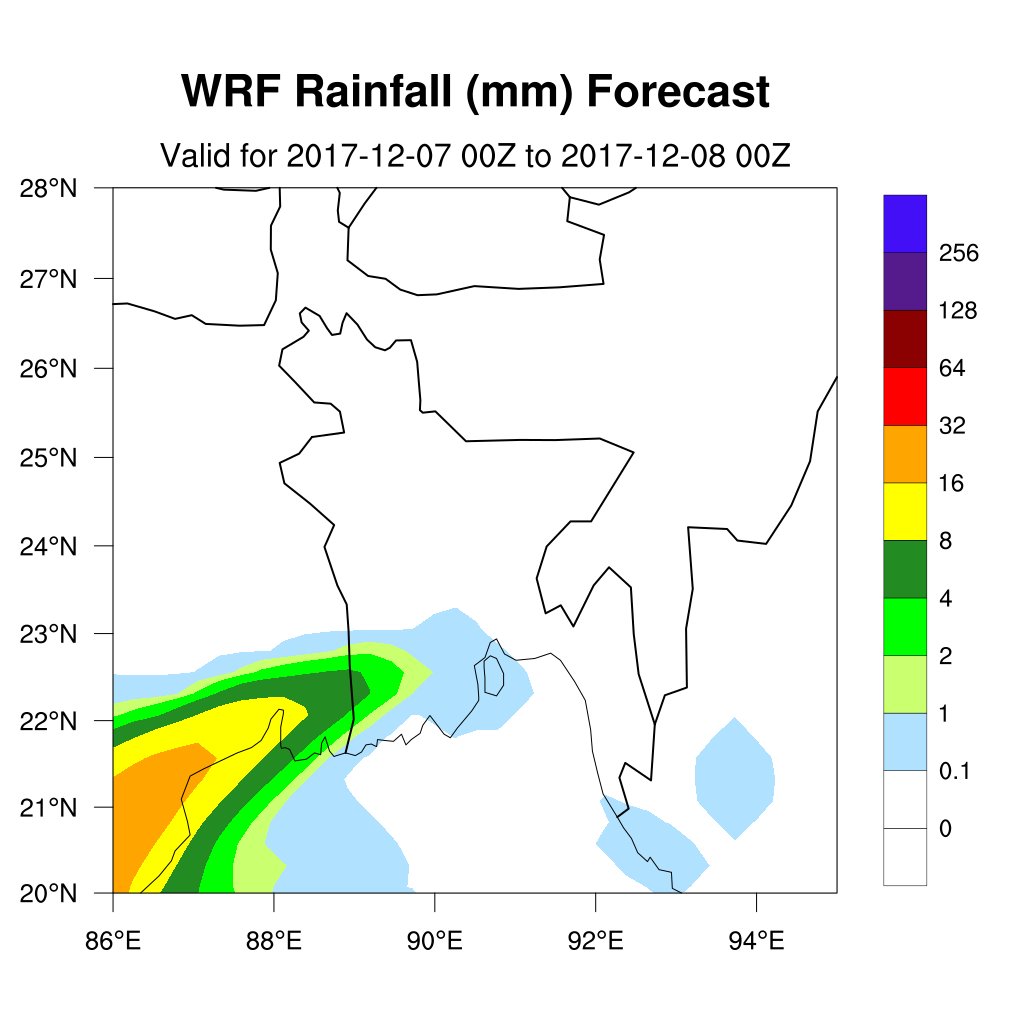 WRF Rainfall (mm) Forecast
Valid for 2017-12-07 00Z to 2017-12-08 00Z
28°N
27°N
26°N
25°N
24°N
23°N
22°N
21°N
20°N
86°E 88°E 90°E 92°E 94°E
256
128
64
32
16
8
4
2
1
0.1
0